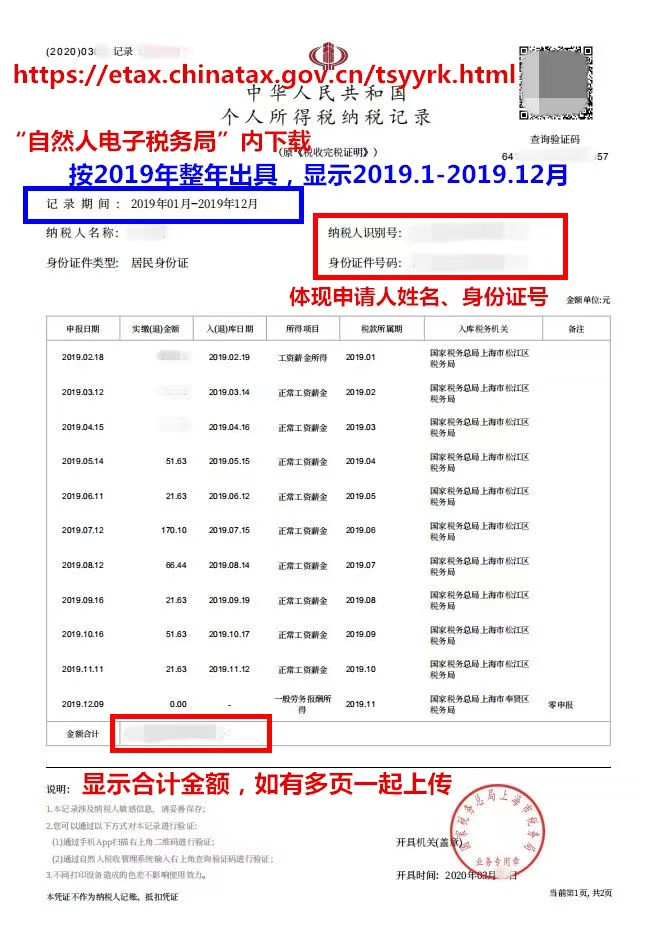 (2020)03 记录
https://etax.chinatax.gov.cn/tsyyrk.html
中华人民共和国
个人所得税纳税记录
“自然人电子税务局”内下载
(原《税收完税证明》)
查询验证码
64 57
按2019年整年出具，显示2019.1-2019.12月
记录期间： 2019年01月-2019年12月
纳税人名称： 纳税人识别号：
身份证件类型： 居民身份证 身份证件号码：
体现申请人姓名、身份证号 金额单位:元
申报日期 实缴(退)金额 入(退)库日期 所得项目 税款所属期 入库税务机关 备注
2019.02.18 2019.02.19 工资薪金所得 2019.01 国家税务总局上海市松江区
税务局
2019.03.12 2019.03.14 正常工资薪金 2019.02 国家税务总局上海市松江区
税务局
2019.04.15 2019.04.16 正常工资薪金 2019.03 国家税务总局上海市松江区
税务局
2019.05.14 51.63 2019.05.15 正常工资薪金 2019.04 国家税务总局上海市松江区
税务局
2019.06.11 21.63 2019.06.12 正常工资薪金 2019.05 国家税务总局上海市松江区
税务局
2019.07.12 170.10 2019.07.15 正常工资薪金 2019.06 国家税务总局上海市松江区
税务局
2019.08.12 66.44 2019.08.14 正常工资薪金 2019.07 国家税务总局上海市松江区
税务局
2019.09.16 21.63 2019.09.19 正常工资薪金 2019.08 国家税务总局上海市松江区
税务局
2019.10.16 51.63 2019.10.17 正常工资薪金 2019.09 国家税务总局上海市松江区
税务局
2019.11.11 21.63 2019.11.12 正常工资薪金 2019.10 国家税务总局上海市松江区
税务局
2019.12.09 0.00 - 一般劳务报酬所
得 2019.11 国家税务总局上海市奉贤区
税务局 零申报
金额合计
说明：
显示合计金额，如有多页一起上传
1.本记录涉及纳税人敏感信息，请妥善保存；
2.您可以通过以下方式对本记录进行验证：
(1)通过手机App扫描右上角二维码进行验证；
(2)通过自然人税收管理系统输入右上角查询验证码进行验证；
3.不同打印设备造成的色差不影响使用效力。
开具机关(盖章)
国家税务总局上海市税务局
业务专用章
开具时间：2020年03月 日
本凭证不作为纳税人记账、抵扣凭证
当前第1页，共2页